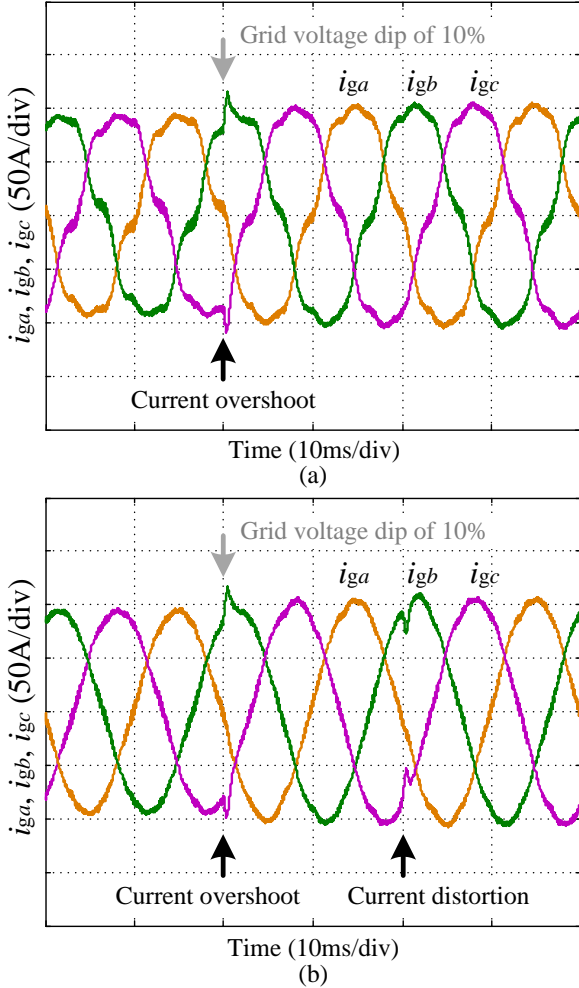 Grid voltage dip of 10%
iga igb igc
iga, igb, igc (50A/div)
Current overshoot
Time (10ms/div)
(a)
Grid voltage dip of 10%
iga igb igc
iga, igb, igc (50A/div)
Current overshoot Current distortion
Time (10ms/div)
(b)